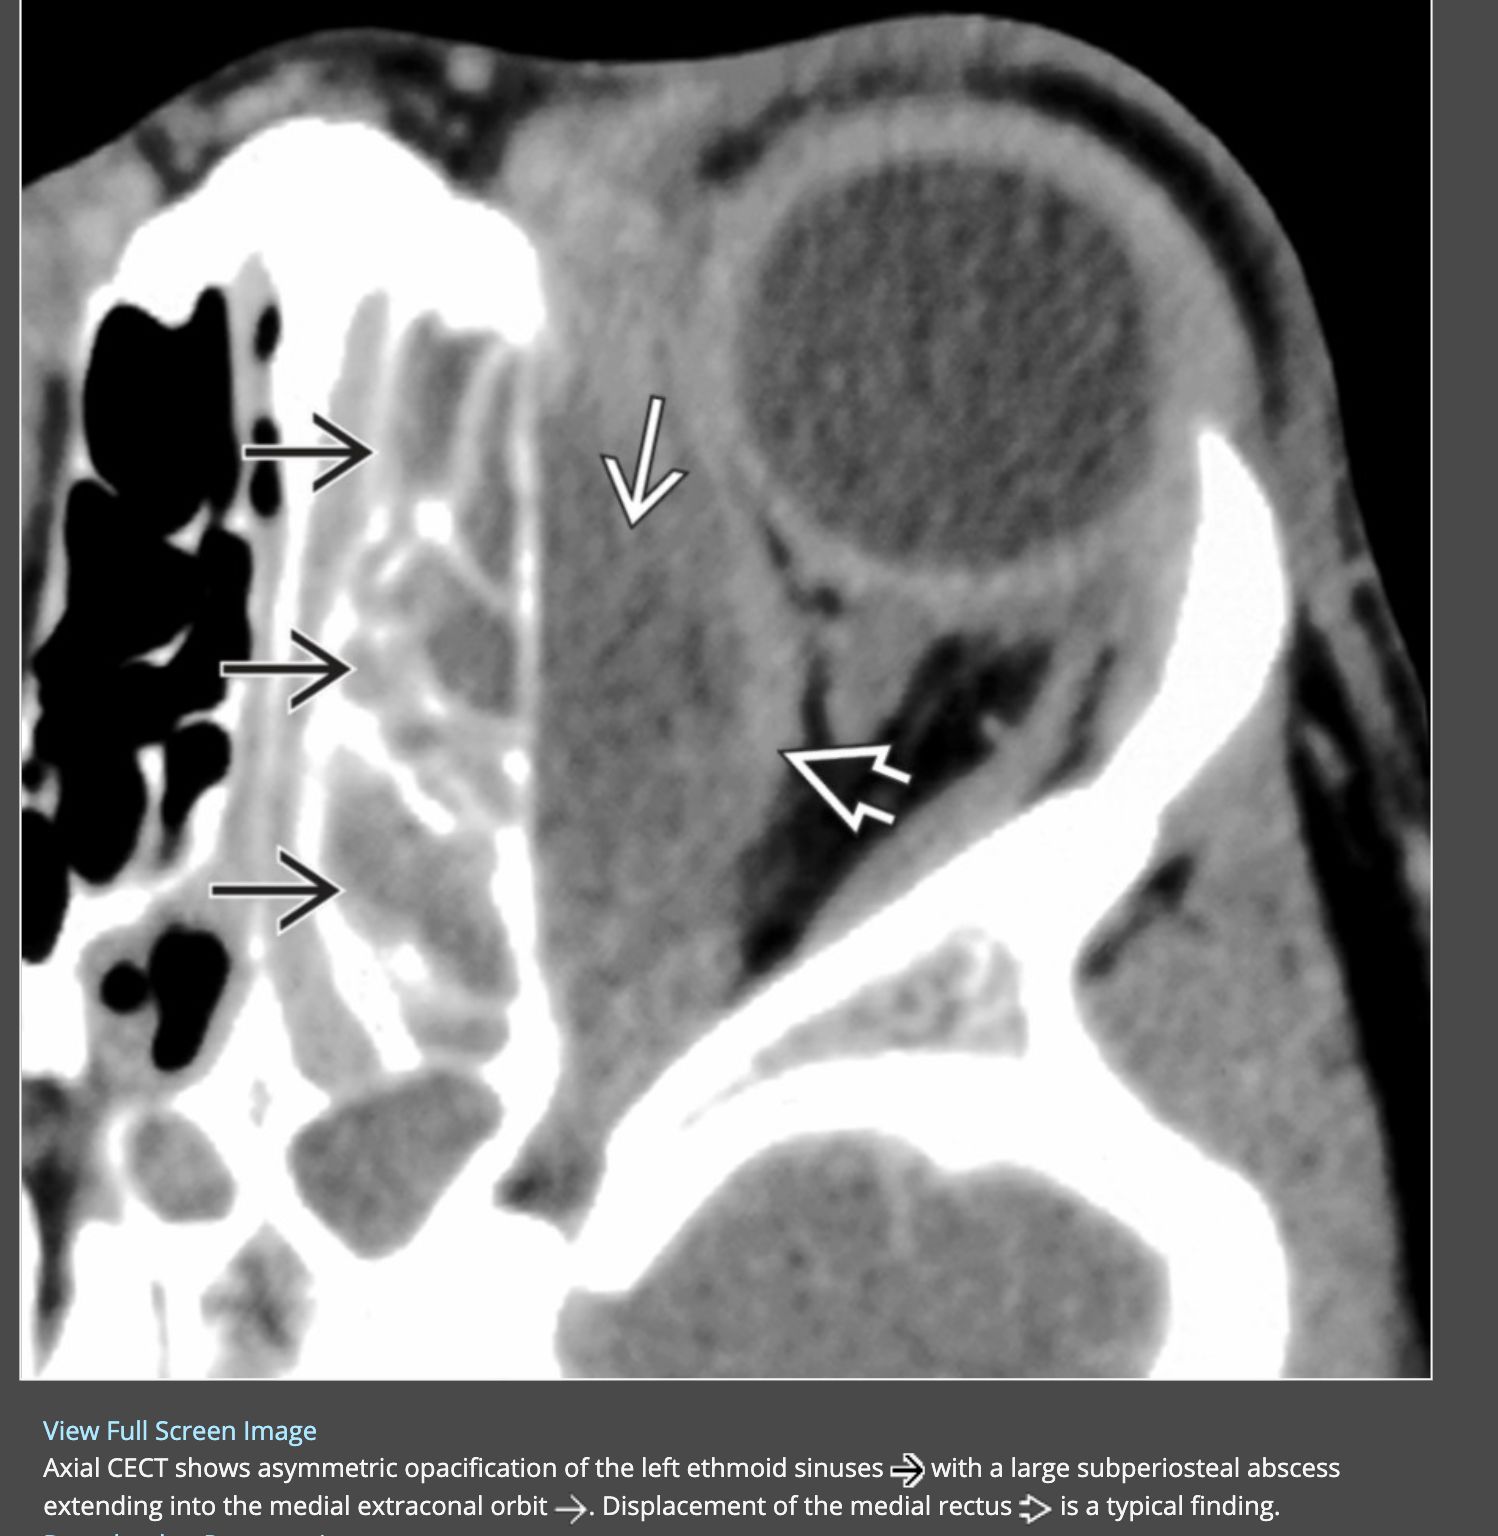 View Full Screen Image
Axial CECT shows asymmetric opacification of the left ethmoid sinuses with a large subperiosteal abscess
extending into the medial extraconal orbit . Displacement of the medial rectus is a typical finding.